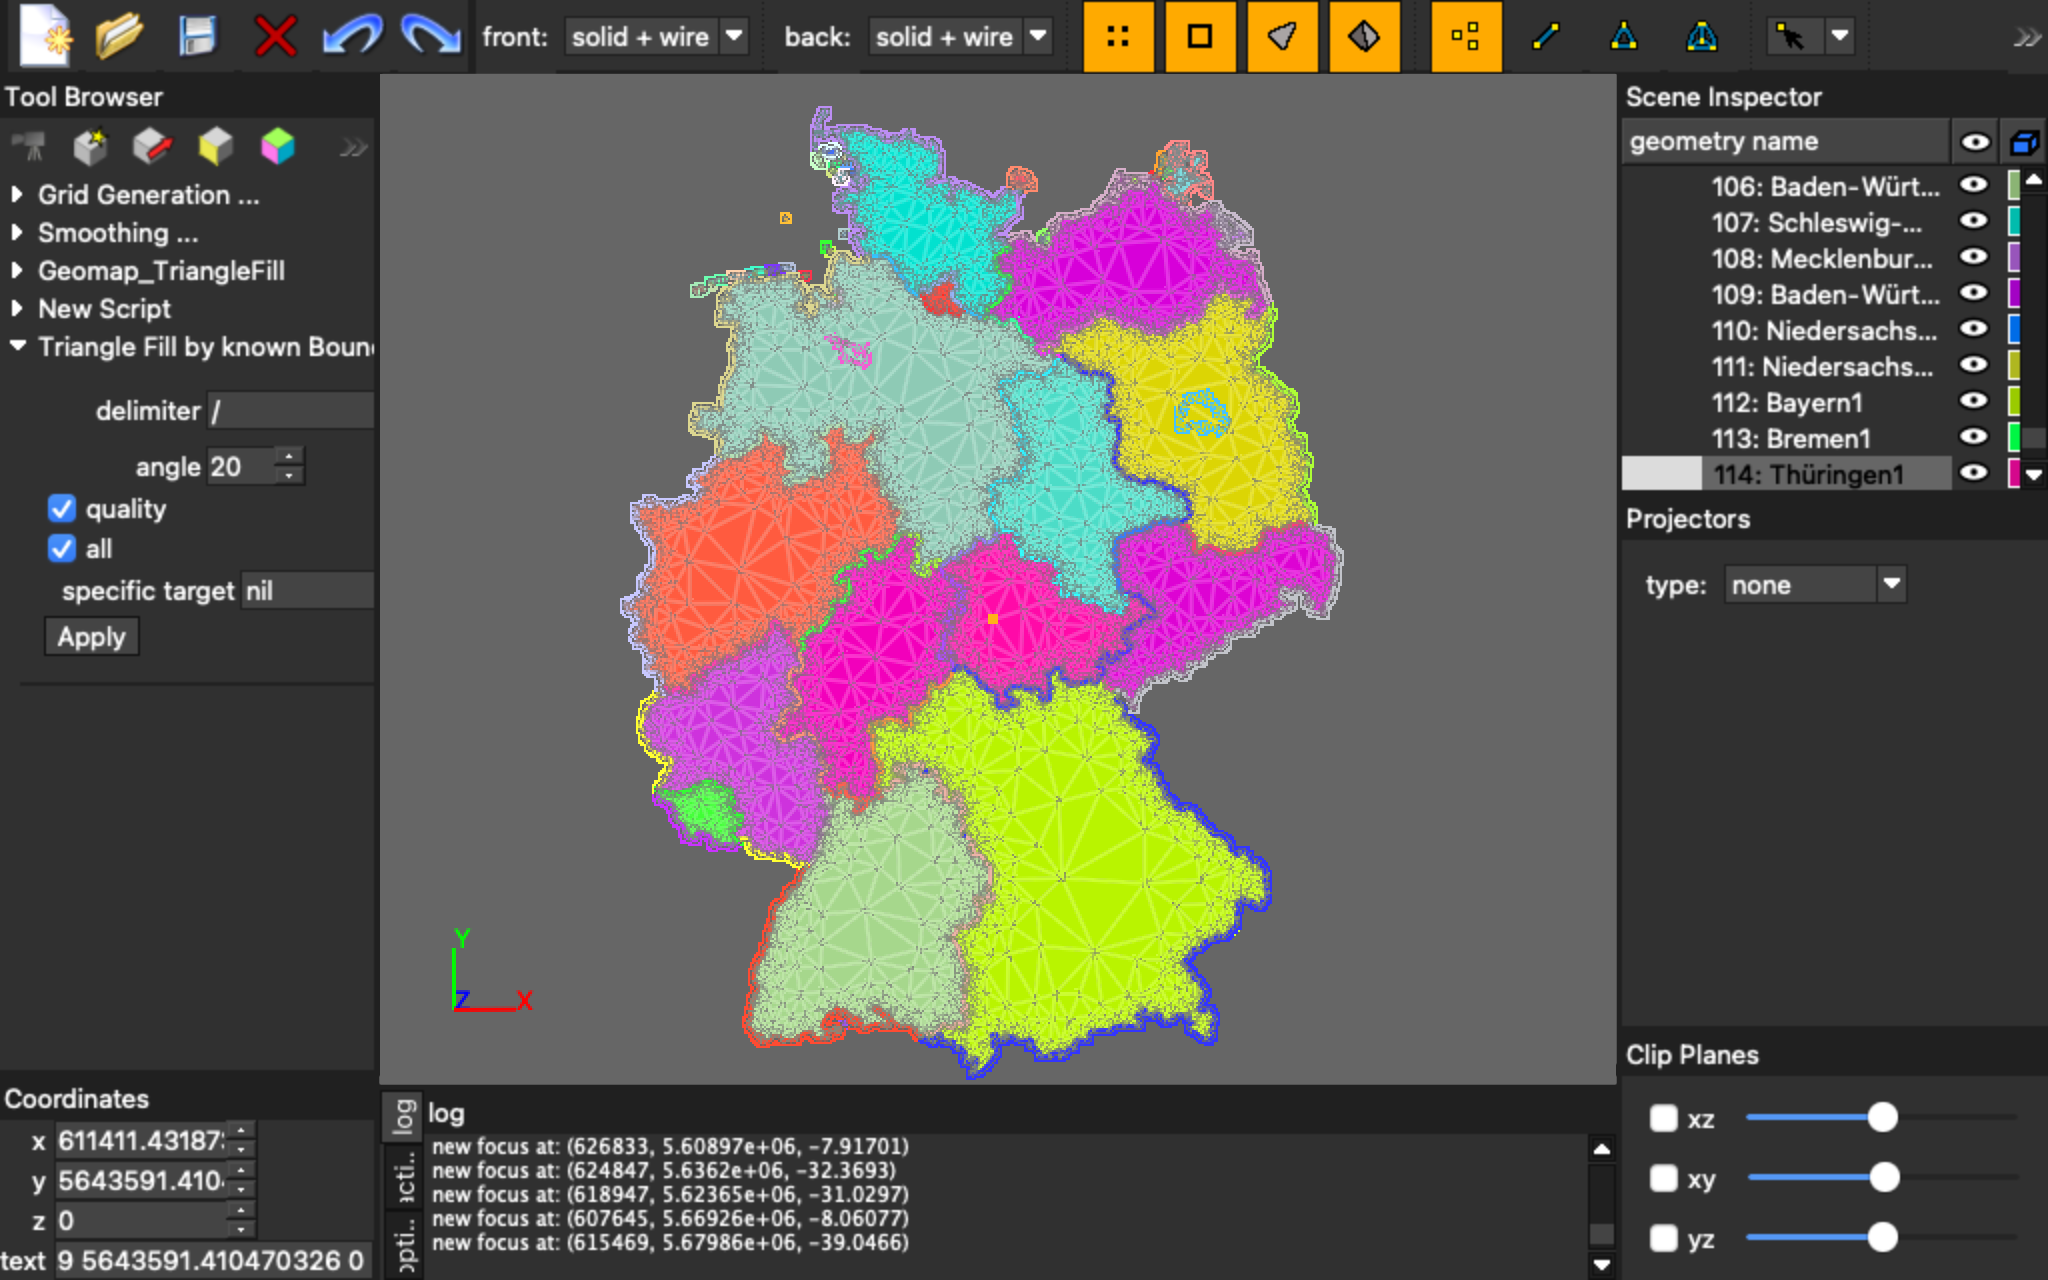 front: solid + wire back: solid + wire
Tool Browser
Grid Generation ...
Smoothing ...
Geomap_TriangleFill
New Script
Triangle Fill by known Boun
delimiter /
angle 20
quality
all
specific target nil
Apply
Coordinates
x 611411.43187
y 5643591.410
z 0
text 9 5643591.410470326 0
Y
Z X
log
acti..
opti..
log
new focus at: (626833, 5.60897e+06, -7.91701)
new focus at: (624847, 5.6362e+06, -32.3693)
new focus at: (618947, 5.62365e+06, -31.0297)
new focus at: (607645, 5.66926e+06, -8.06077)
new focus at: (615469, 5.67986e+06, -39.0466)
Scene Inspector
geometry name
106: Baden-Würt...
107: Schleswig-...
108: Mecklenbur...
109: Baden-Würt...
110: Niedersachs...
111: Niedersachs...
112: Bayern1
113: Bremen1
114: Thüringen1
Projectors
type: none
Clip Planes
xz
xy
yz